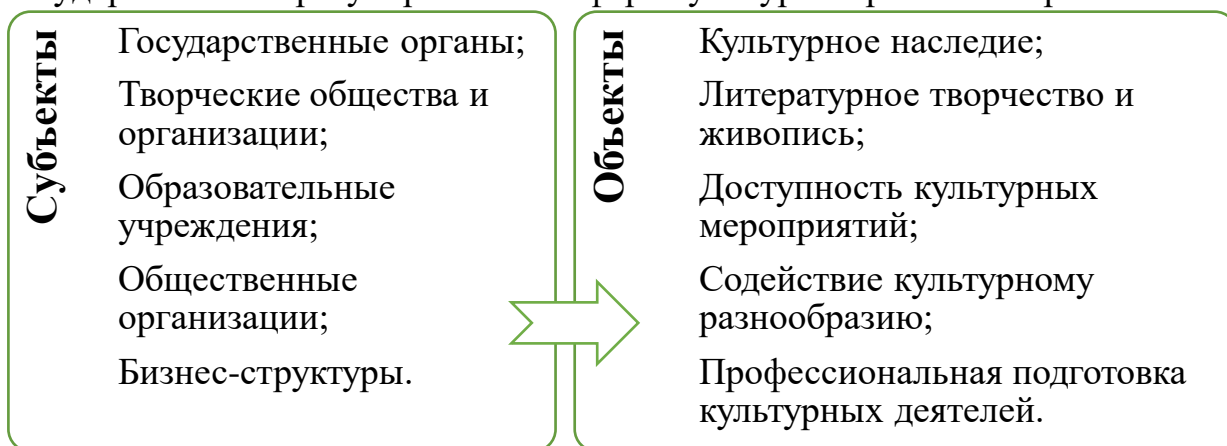 Субъекты
Государственные органы;
Творческие общества и
организации;
Образовательные
учреждения;
Общественные
организации;
Бизнес-структуры.
Объекты
Культурное наследие;
Литературное творчество и
живопись;
Доступность культурных
мероприятий;
Содействие культурному
разнообразию;
Профессиональная подготовка
культурных деятелей.